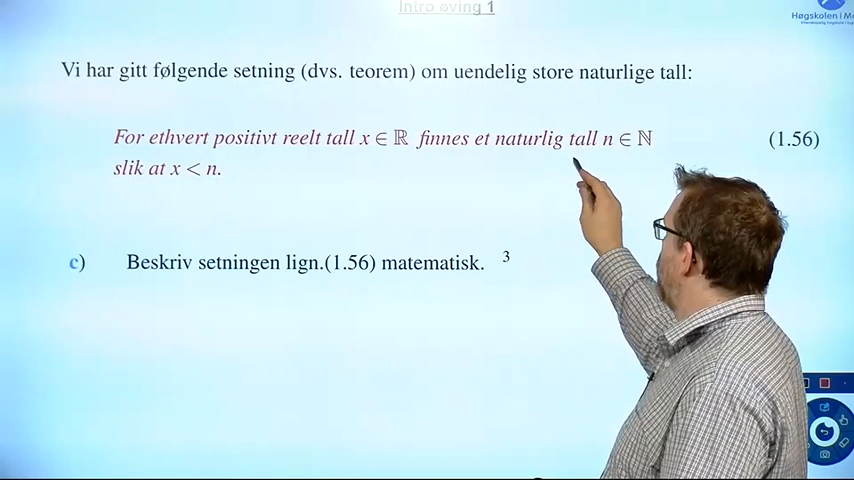 Intro øving 1
Høgskolen i M
Vi har gitt følgende setning (dvs. teorem) om uendelig store naturlige tall:
For ethvert positivt reelt tall x ∈ ℝ finnes et naturlig tall n ∈ ℕ (1.56)
slik at x < n.
c) Beskriv setningen lign.(1.56) matematisk. 3